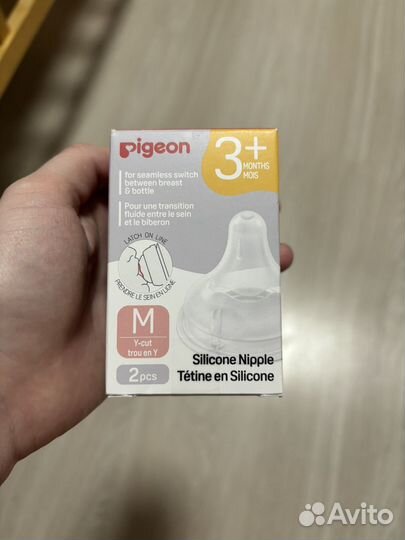 pigeon
3+
MONTHS
MOIS
for seamless switch
between breast
& bottle
Pour une transition
fluide entre le sein
et le biberon
LATCH ON LINE
PRENDRE LE SEIN EN LIGNE
M
Y-cut
trou en Y
2pcs
Silicone Nipple
Tétine en Silicone
Avito